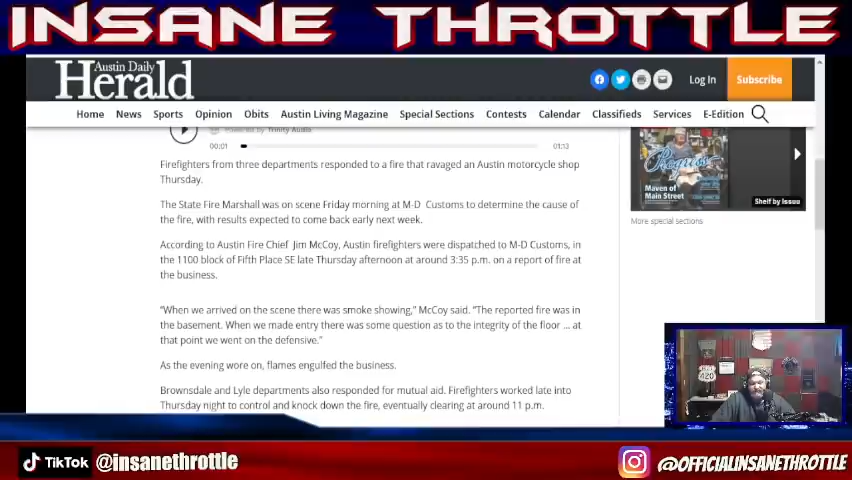 INSANE THROTTLE
Austin Daily
Herald
Log In
Subscribe
Home News Sports Opinion Obits Austin Living Magazine Special Sections Contests Calendar Classifieds Services E-Edition
Powered by Trinity Audio
00:01
01:13
Firefighters from three departments responded to a fire that ravaged an Austin motorcycle shop
Thursday.
The State Fire Marshall was on scene Friday morning at M-D Customs to determine the cause of
the fire, with results expected to come back early next week.
According to Austin Fire Chief Jim McCoy, Austin firefighters were dispatched to M-D Customs, in
the 1100 block of Fifth Place SE late Thursday afternoon at around 3:35 p.m. on a report of fire at
the business.
“When we arrived on the scene there was smoke showing,” McCoy said. “The reported fire was in
the basement. When we made entry there was some question as to the integrity of the floor ... at
that point we went on the defensive.”
As the evening wore on, flames engulfed the business.
Brownsdale and Lyle departments also responded for mutual aid. Firefighters worked late into
Thursday night to control and knock down the fire, eventually clearing at around 11 p.m.
Progress
Maven of
Main Street
Shelf by Issuu
More special sections
420
TikTok @insanethrottle
@OFFICIALINSANETHROTTLE